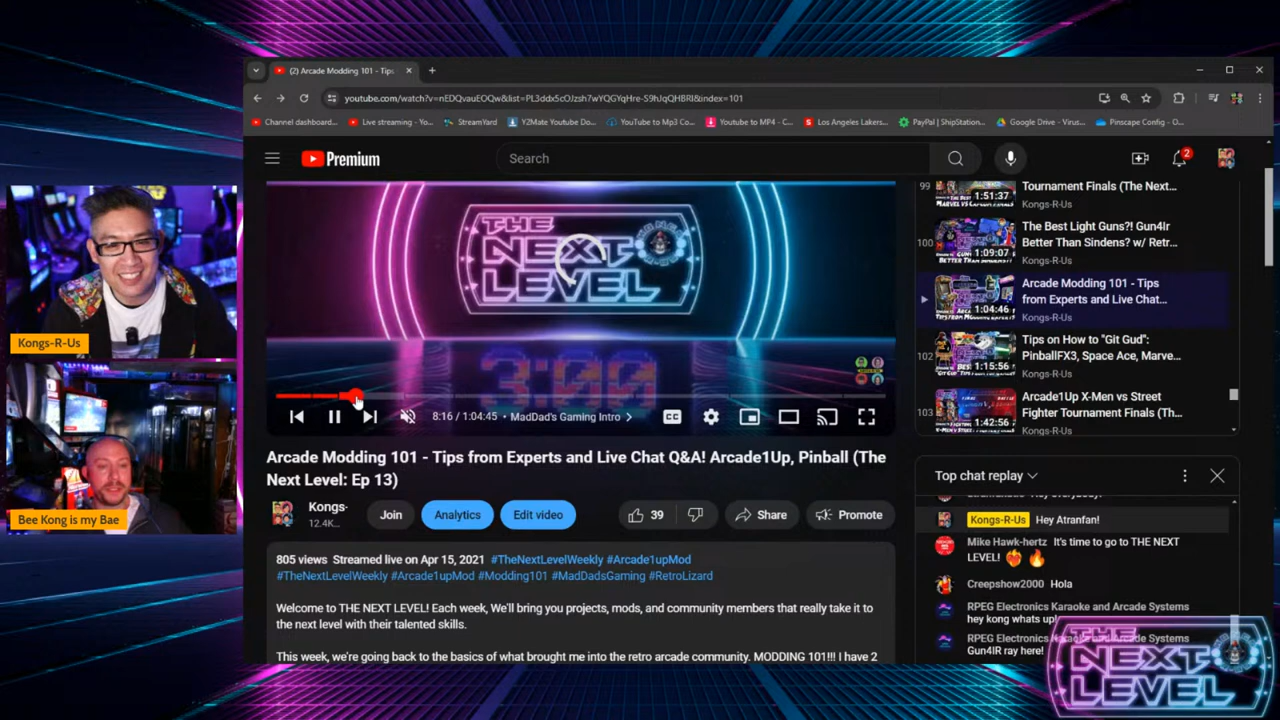 (2) Arcade Modding 101 - Tips
youtube.com/watch?v=nEDQvauEOQw&list=PL3ddx5cOJzsh7wYQGYqHre-S9hJqQHBRI&index=101
Channel dashboard...
Live streaming - Yo...
StreamYard
Y2Mate Youtube Do...
YouTube to Mp3 Co...
Youtube to MP4 - C...
Los Angeles Lakers...
PayPal | ShipStation...
Google Drive - Virus...
Pinscape Config - O...
Premium
Search
2
THE
NEXT
LEVEL
3:00
8:16 / 1:04:45 • MadDad's Gaming Intro
CC
Arcade Modding 101 - Tips from Experts and Live Chat Q&A! Arcade1Up, Pinball (The
Next Level: Ep 13)
Kongs-
12.4K...
Join
Analytics
Edit video
39
Share
Promote
805 views Streamed live on Apr 15, 2021 #TheNextLevelWeekly #Arcade1upMod
#TheNextLevelWeekly #Arcade1upMod #Modding101 #MadDadsGaming #RetroLizard
Welcome to THE NEXT LEVEL! Each week, We'll bring you projects, mods, and community members that really take it to
the next level with their talented skills.
This week, we're going back to the basics of what brought me into the retro arcade community. MODDING 101!!! I have 2
99
1:51:37
Tournament Finals (The Next...
Kongs-R-Us
100
1:09:07
The Best Light Guns?! Gun4Ir
Better Than Sindens? w/ Retr...
Kongs-R-Us
1:04:46
Arcade Modding 101 - Tips
from Experts and Live Chat...
Kongs-R-Us
102
1:15:56
Tips on How to "Git Gud":
PinballFX3, Space Ace, Marve...
Kongs-R-Us
103
1:42:56
Arcade1Up X-Men vs Street
Fighter Tournament Finals (Th...
Kongs-R-Us
Top chat replay
Kongs-R-Us Hey Atranfan!
Mike Hawk-hertz It's time to go to THE NEXT
LEVEL!
Creepshow2000 Hola
RPEG Electronics Karaoke and Arcade Systems
hey kong whats up!
RPEG Electronics Karaoke and Arcade Systems
Gun4IR ray here!
Kongs-R-Us
Bee Kong is my Bae
THE
NEXT
LEVEL